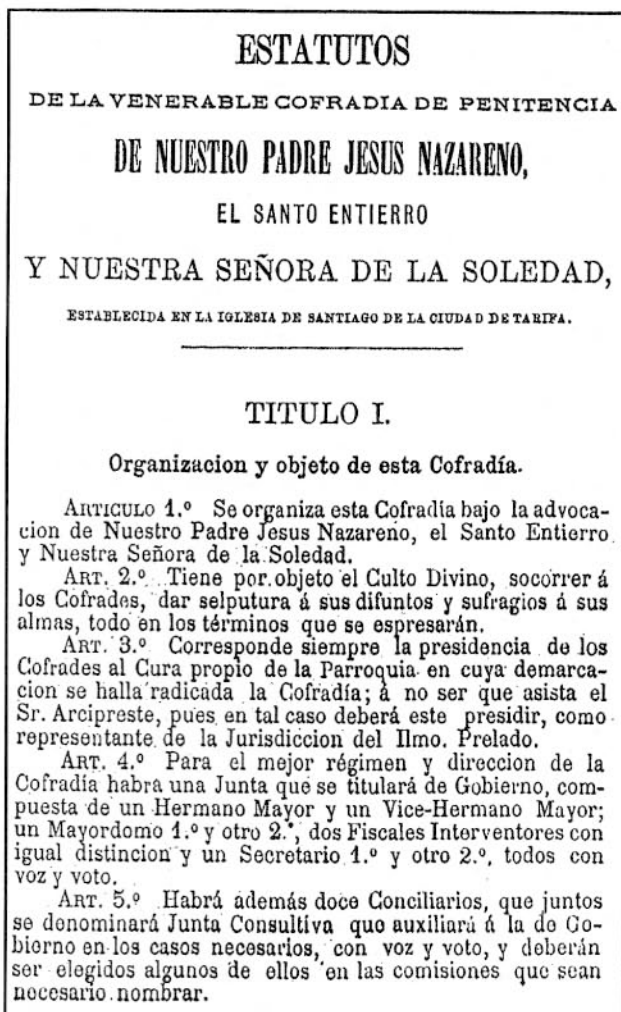 ESTATUTOS
DE LA VENERABLE COFRADIA DE PENITENCIA
DE NUESTRO PADRE JESUS NAZARENO,
EL SANTO ENTIERRO
Y NUESTRA SEÑORA DE LA SOLEDAD,
ESTABLECIDA EN LA IGLESIA DE SANTIAGO DE LA CIUDAD DE TARIFA.
TITULO I.
Organizacion y objeto de esta Cofradía.
ARTICULO 1.º Se organiza esta Cofradía bajo la advoca-
cion de Nuestro Padre Jesus Nazareno, el Santo Entierro
y Nuestra Señora de la Soledad.
ART. 2.º Tiene por objeto el Culto Divino, socorrer á
los Cofrades, dar selputura á sus difuntos y sufragios á sus
almas, todo en los términos que se espresarán.
ART. 3.º Corresponde siempre la presidencia de los
Cofrades al Cura propio de la Parroquia en cuya demarca-
cion se halla radicada la Cofradía; á no ser que asista el
Sr. Arcipreste, pues en tal caso deberá este presidir, como
representante de la Jurisdiccion del Ilmo. Prelado.
ART. 4.º Para el mejor régimen y direccion de la
Cofradía habrá una Junta que se titulará de Gobierno, com-
puesta de un Hermano Mayor y un Vice-Hermano Mayor;
un Mayordomo 1.º y otro 2.º, dos Fiscales Interventores con
igual distincion y un Secretario 1.º y otro 2.º, todos con
voz y voto.
ART. 5.º Habrá además doce Conciliarios, que juntos
se denominará Junta Consultiva que auxiliará á la de Go-
bierno en los casos necesarios, con voz y voto, y deberán
ser elegidos algunos de ellos en las comisiones que sean
necesario nombrar.